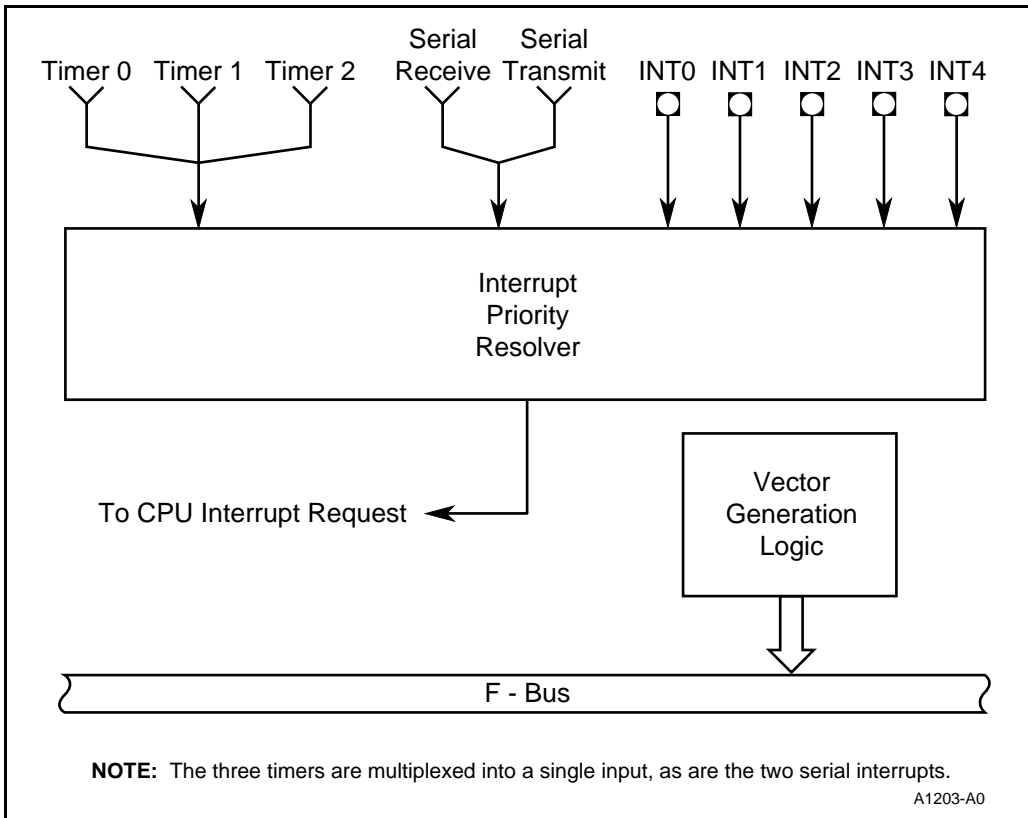 Timer 0 Timer 1 Timer 2
Serial Receive
Serial Transmit
INT0 INT1 INT2 INT3 INT4
Interrupt
Priority
Resolver
To CPU Interrupt Request
Vector
Generation
Logic
F - Bus
NOTE: The three timers are multiplexed into a single input, as are the two serial interrupts.
A1203-A0